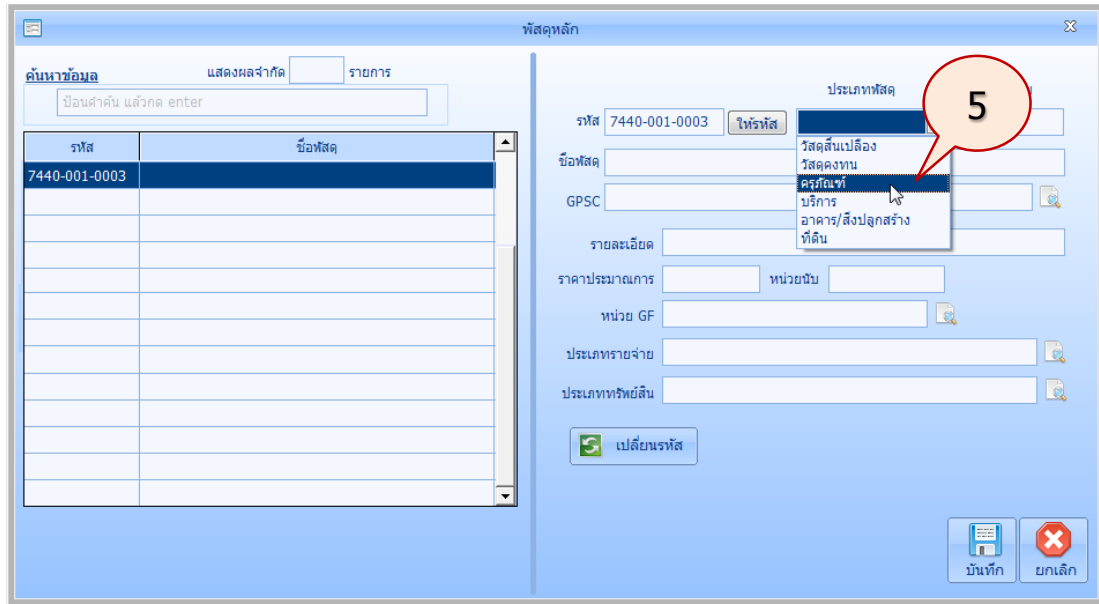 พัสดุหลัก
ค้นหาข้อมูล แสดงผลจำกัด รายการ
ป้อนคำค้น แล้วกด enter
รหัส ชื่อพัสดุ
7440-001-0003
ประเภทพัสดุ
5
รหัส 7440-001-0003 ให้รหัส
วัสดุสิ้นเปลือง
วัสดุคงทน
ครุภัณฑ์
บริการ
อาคาร/สิ่งปลูกสร้าง
ที่ดิน
ชื่อพัสดุ
GPSC
รายละเอียด
ราคาประมาณการ หน่วยนับ
หน่วย GF
ประเภทรายจ่าย
ประเภททรัพย์สิน
เปลี่ยนรหัส
บันทึก ยกเลิก